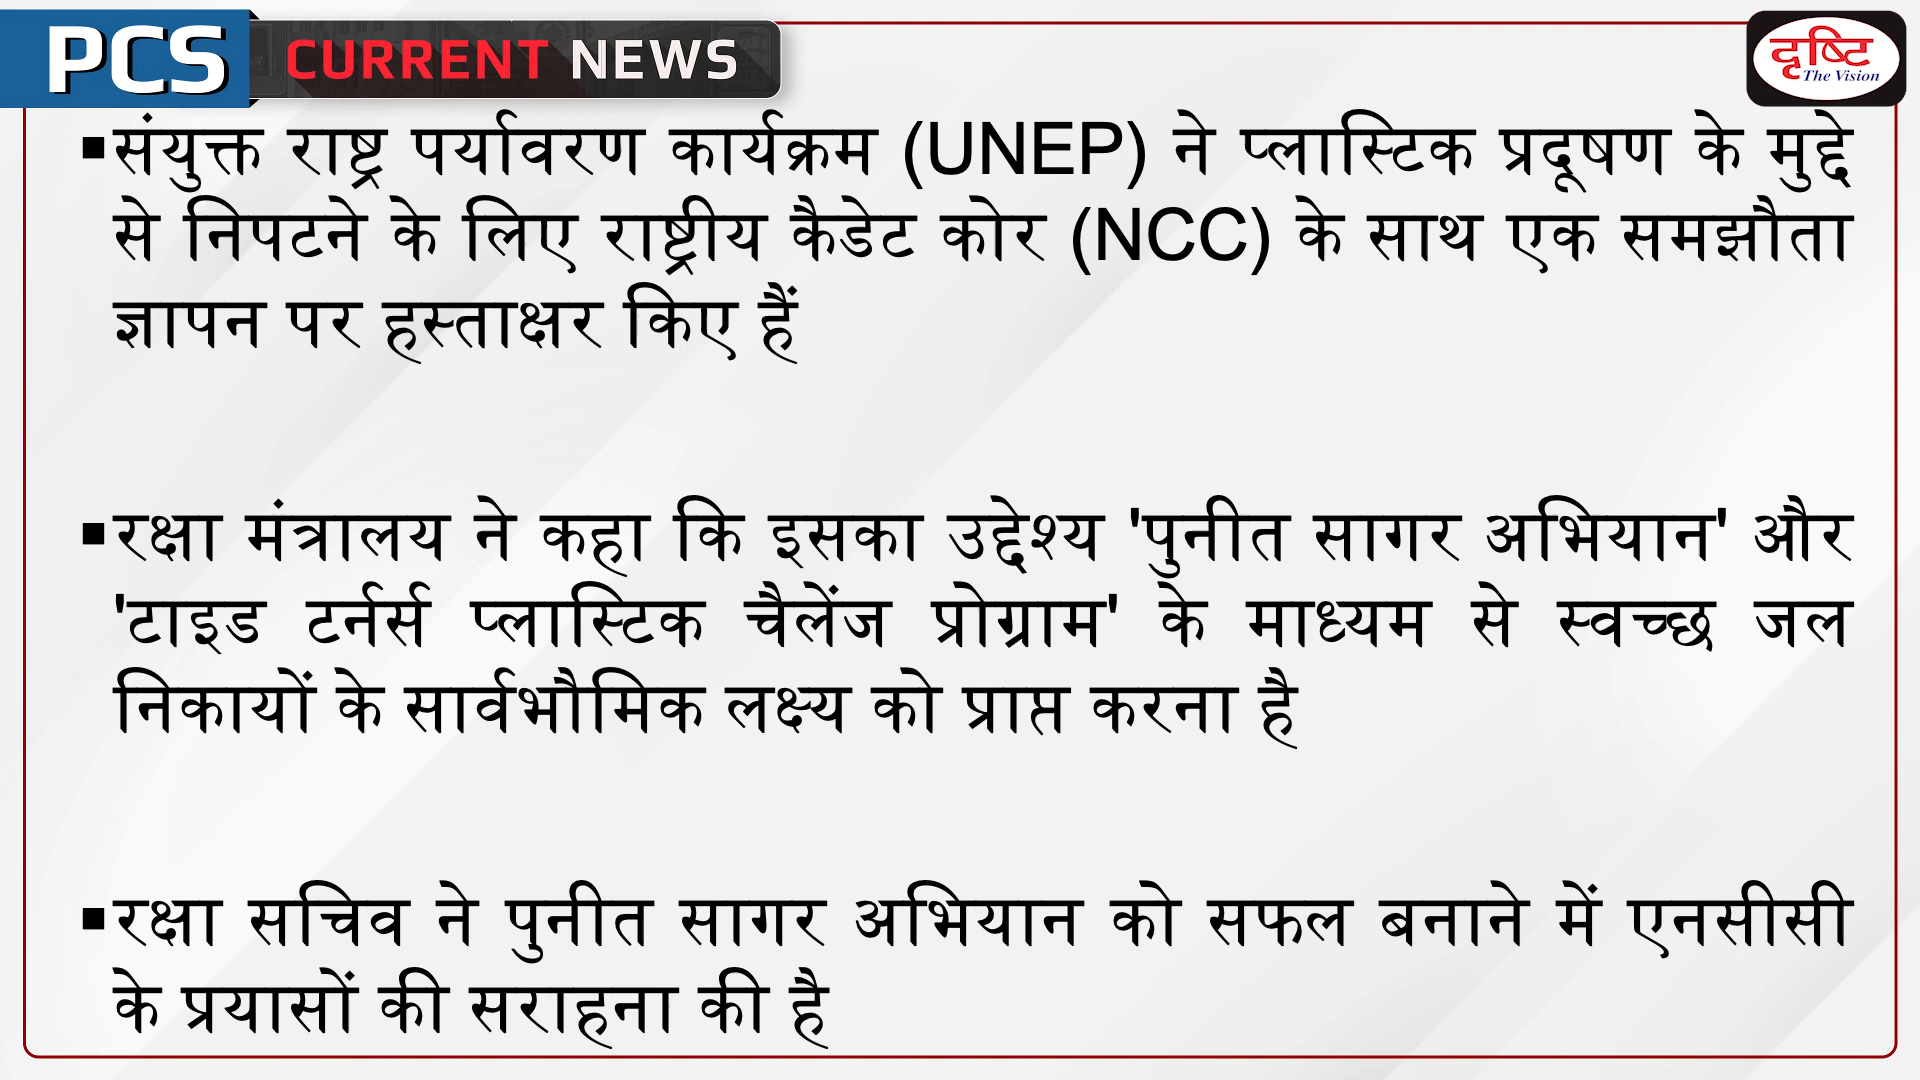 PCS CURRENT NEWS
दृष्टि
The Vision
▪संयुक्त राष्ट्र पर्यावरण कार्यक्रम (UNEP) ने प्लास्टिक प्रदूषण के मुद्दे
से निपटने के लिए राष्ट्रीय कैडेट कोर (NCC) के साथ एक समझौता
ज्ञापन पर हस्ताक्षर किए हैं
▪रक्षा मंत्रालय ने कहा कि इसका उद्देश्य 'पुनीत सागर अभियान' और
'टाइड टर्नर्स प्लास्टिक चैलेंज प्रोग्राम' के माध्यम से स्वच्छ जल
निकायों के सार्वभौमिक लक्ष्य को प्राप्त करना है
▪रक्षा सचिव ने पुनीत सागर अभियान को सफल बनाने में एनसीसी
के प्रयासों की सराहना की है